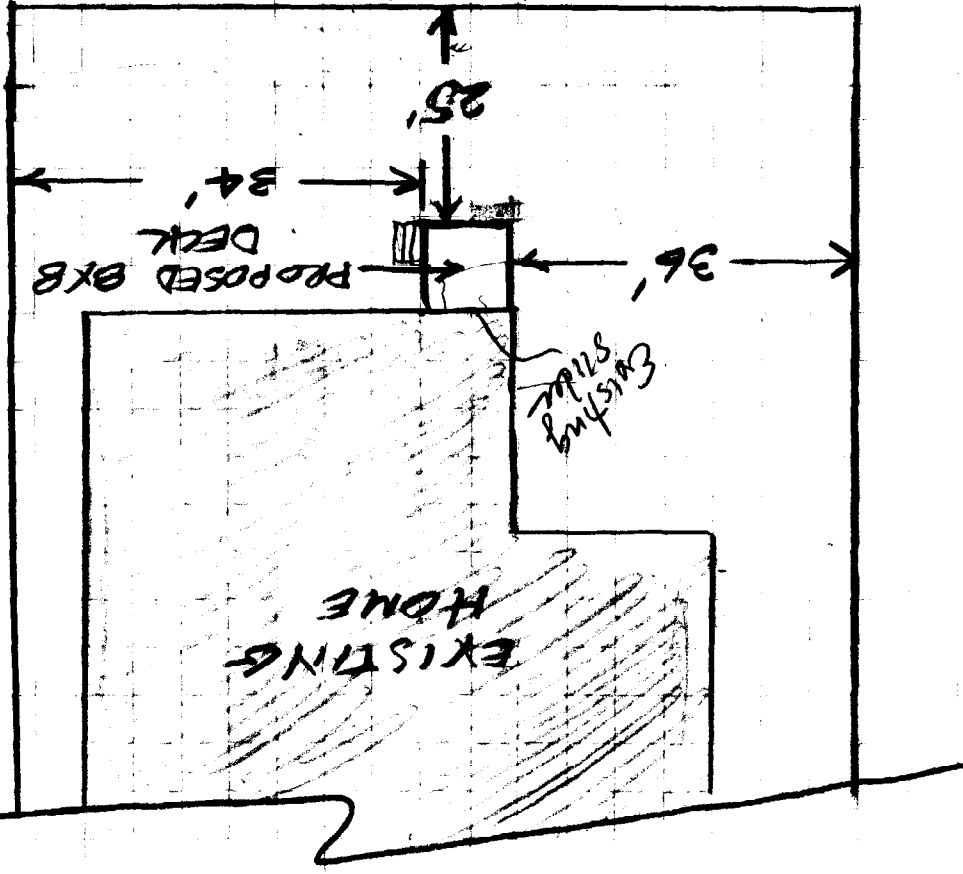 EXISTING
HOME
Existing
Slider
36'
PROPOSED 8X8
DECK
34'
25'